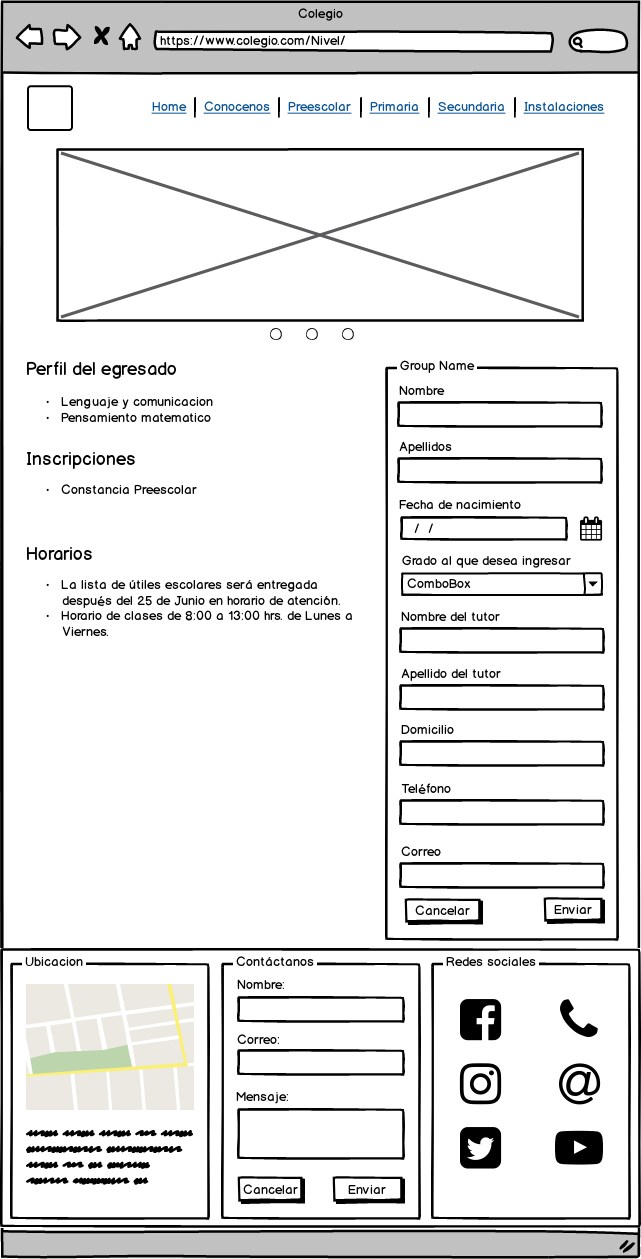 Colegio
https://www.colegio.com/Nivel/
Home | Conocenos | Preescolar | Primaria | Secundaria | Instalaciones
Perfil del egresado
· Lenguaje y comunicacion
· Pensamiento matematico
Inscripciones
· Constancia Preescolar
Horarios
· La lista de útiles escolares será entregada
después del 25 de Junio en horario de atención.
· Horario de clases de 8:00 a 13:00 hrs. de Lunes a
Viernes.
Group Name
Nombre
Apellidos
Fecha de nacimiento
/ /
Grado al que desea ingresar
ComboBox
Nombre del tutor
Apellido del tutor
Domicilio
Teléfono
Correo
Cancelar Enviar
Ubicacion
Contáctanos
Nombre:
Correo:
Mensaje:
Cancelar Enviar
Redes sociales